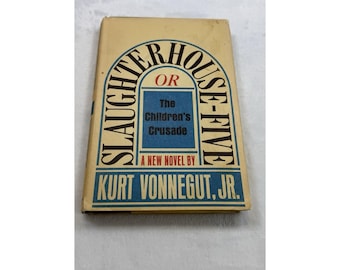 SLAUGHTERHOUSE-FIVE
OR
The
Children's
Crusade
A NEW NOVEL BY
KURT VONNEGUT, JR.